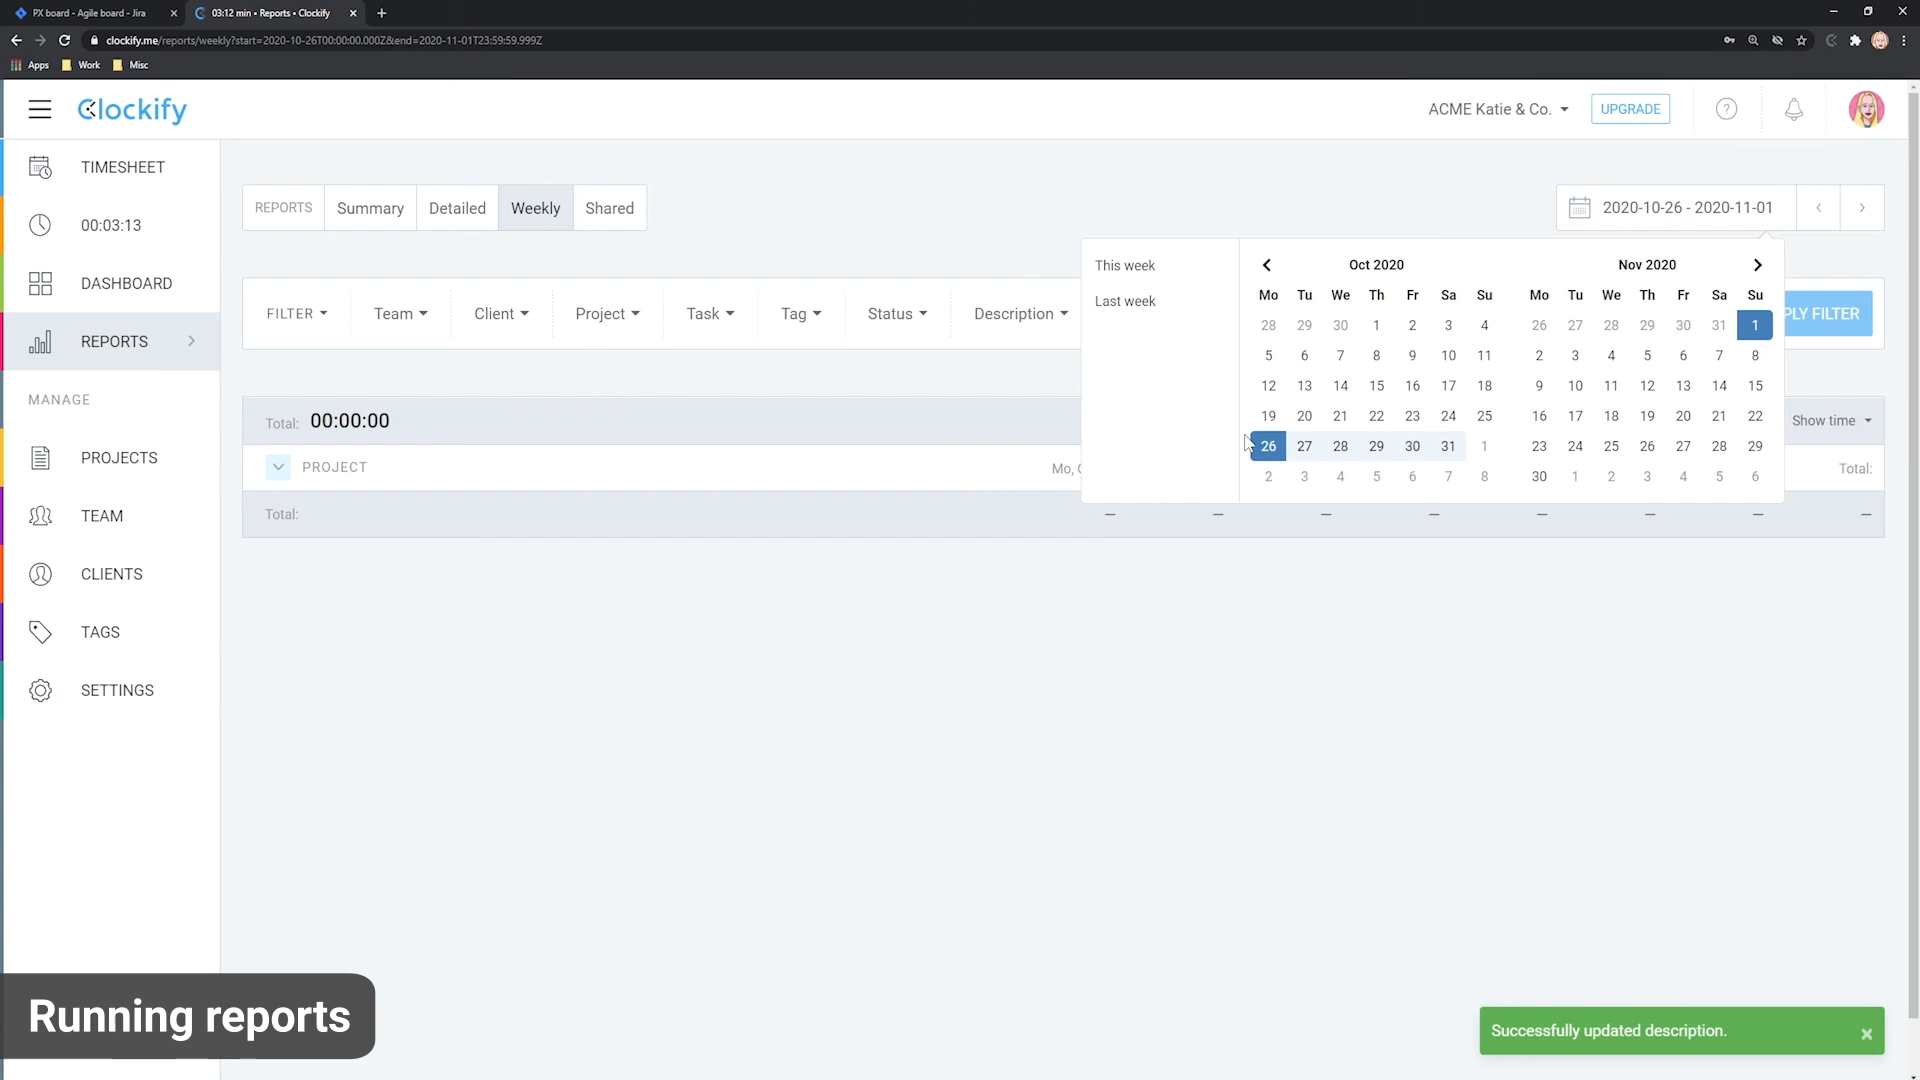 PX board - Agile board - Jira
03:12 min • Reports • Clockify
clockify.me/reports/weekly?start=2020-10-26T00:00:00.000Z&end=2020-11-01T23:59:59.999Z
Apps
Work
Misc
Clockify
ACME Katie & Co.
UPGRADE
TIMESHEET
00:03:13
DASHBOARD
REPORTS
MANAGE
PROJECTS
TEAM
CLIENTS
TAGS
SETTINGS
REPORTS Summary Detailed Weekly Shared
2020-10-26 - 2020-11-01
FILTER Team Client Project Task Tag Status Description
PLY FILTER
This week
Last week
Oct 2020
Mo Tu We Th Fr Sa Su
28 29 30 1 2 3 4
5 6 7 8 9 10 11
12 13 14 15 16 17 18
19 20 21 22 23 24 25
26 27 28 29 30 31 1
2 3 4 5 6 7 8
Nov 2020
Mo Tu We Th Fr Sa Su
26 27 28 29 30 31 1
2 3 4 5 6 7 8
9 10 11 12 13 14 15
16 17 18 19 20 21 22
23 24 25 26 27 28 29
30 1 2 3 4 5 6
Total: 00:00:00
Show time
PROJECT
Mo,
Total:
Total: — — — — — — — —
Running reports
Successfully updated description.